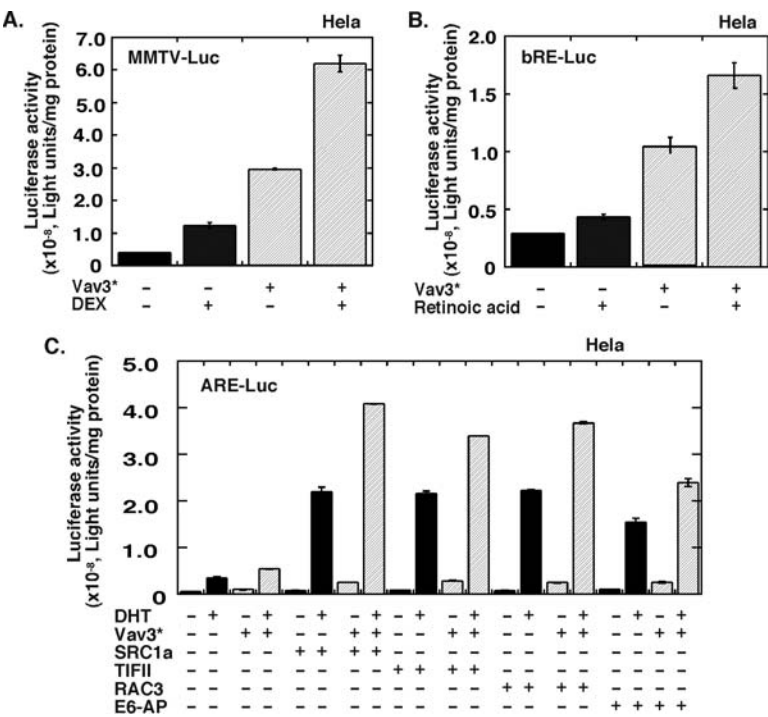 A.
Hela
MMTV-Luc
Luciferase activity
(x10-8, Light units/mg protein)
7.0
6.0
5.0
4.0
3.0
2.0
1.0
0
Vav3* – – + +
DEX – + – +
B.
Hela
bRE-Luc
Luciferase activity
(x10-8, Light units/mg protein)
2.0
1.5
1.0
0.5
0
Vav3* – – + +
Retinoic acid – + – +
C.
Hela
ARE-Luc
Luciferase activity
(x10-8, Light units/mg protein)
5.0
4.0
3.0
2.0
1.0
0
DHT – + – + – + – + – + – + – + – + – + – +
Vav3* – – + + – – + + – – + + – – + + – – + +
SRC1a – – – – + + + + – – – – – – – – – – – –
TIFII – – – – – – – – + + + + – – – – – – – –
RAC3 – – – – – – – – – – – – + + + + – – – –
E6-AP – – – – – – – – – – – – – – – – + + + +